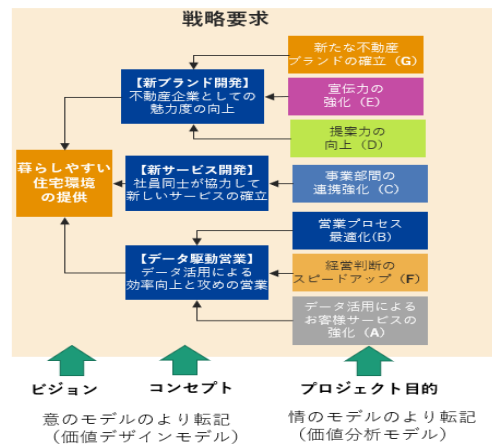 戦略要求
新たな不動産
ブランドの確立（G）
【新ブランド開発】
不動産企業としての
魅力度の向上
宣伝力の
強化（E）
提案力の
向上（D）
暮らしやすい
住宅環境
の提供
【新サービス開発】
社員同士が協力して
新しいサービスの確立
事業部間の
連携強化（C）
営業プロセス
最適化(B)
【データ駆動営業】
データ活用による
効率向上と攻めの営業
経営判断の
スピードアップ（F）
データ活用による
お客様サービスの
強化（A）
ビジョン
コンセプト
プロジェクト目的
意のモデルのより転記
（価値デザインモデル）
情のモデルのより転記
（価値分析モデル）